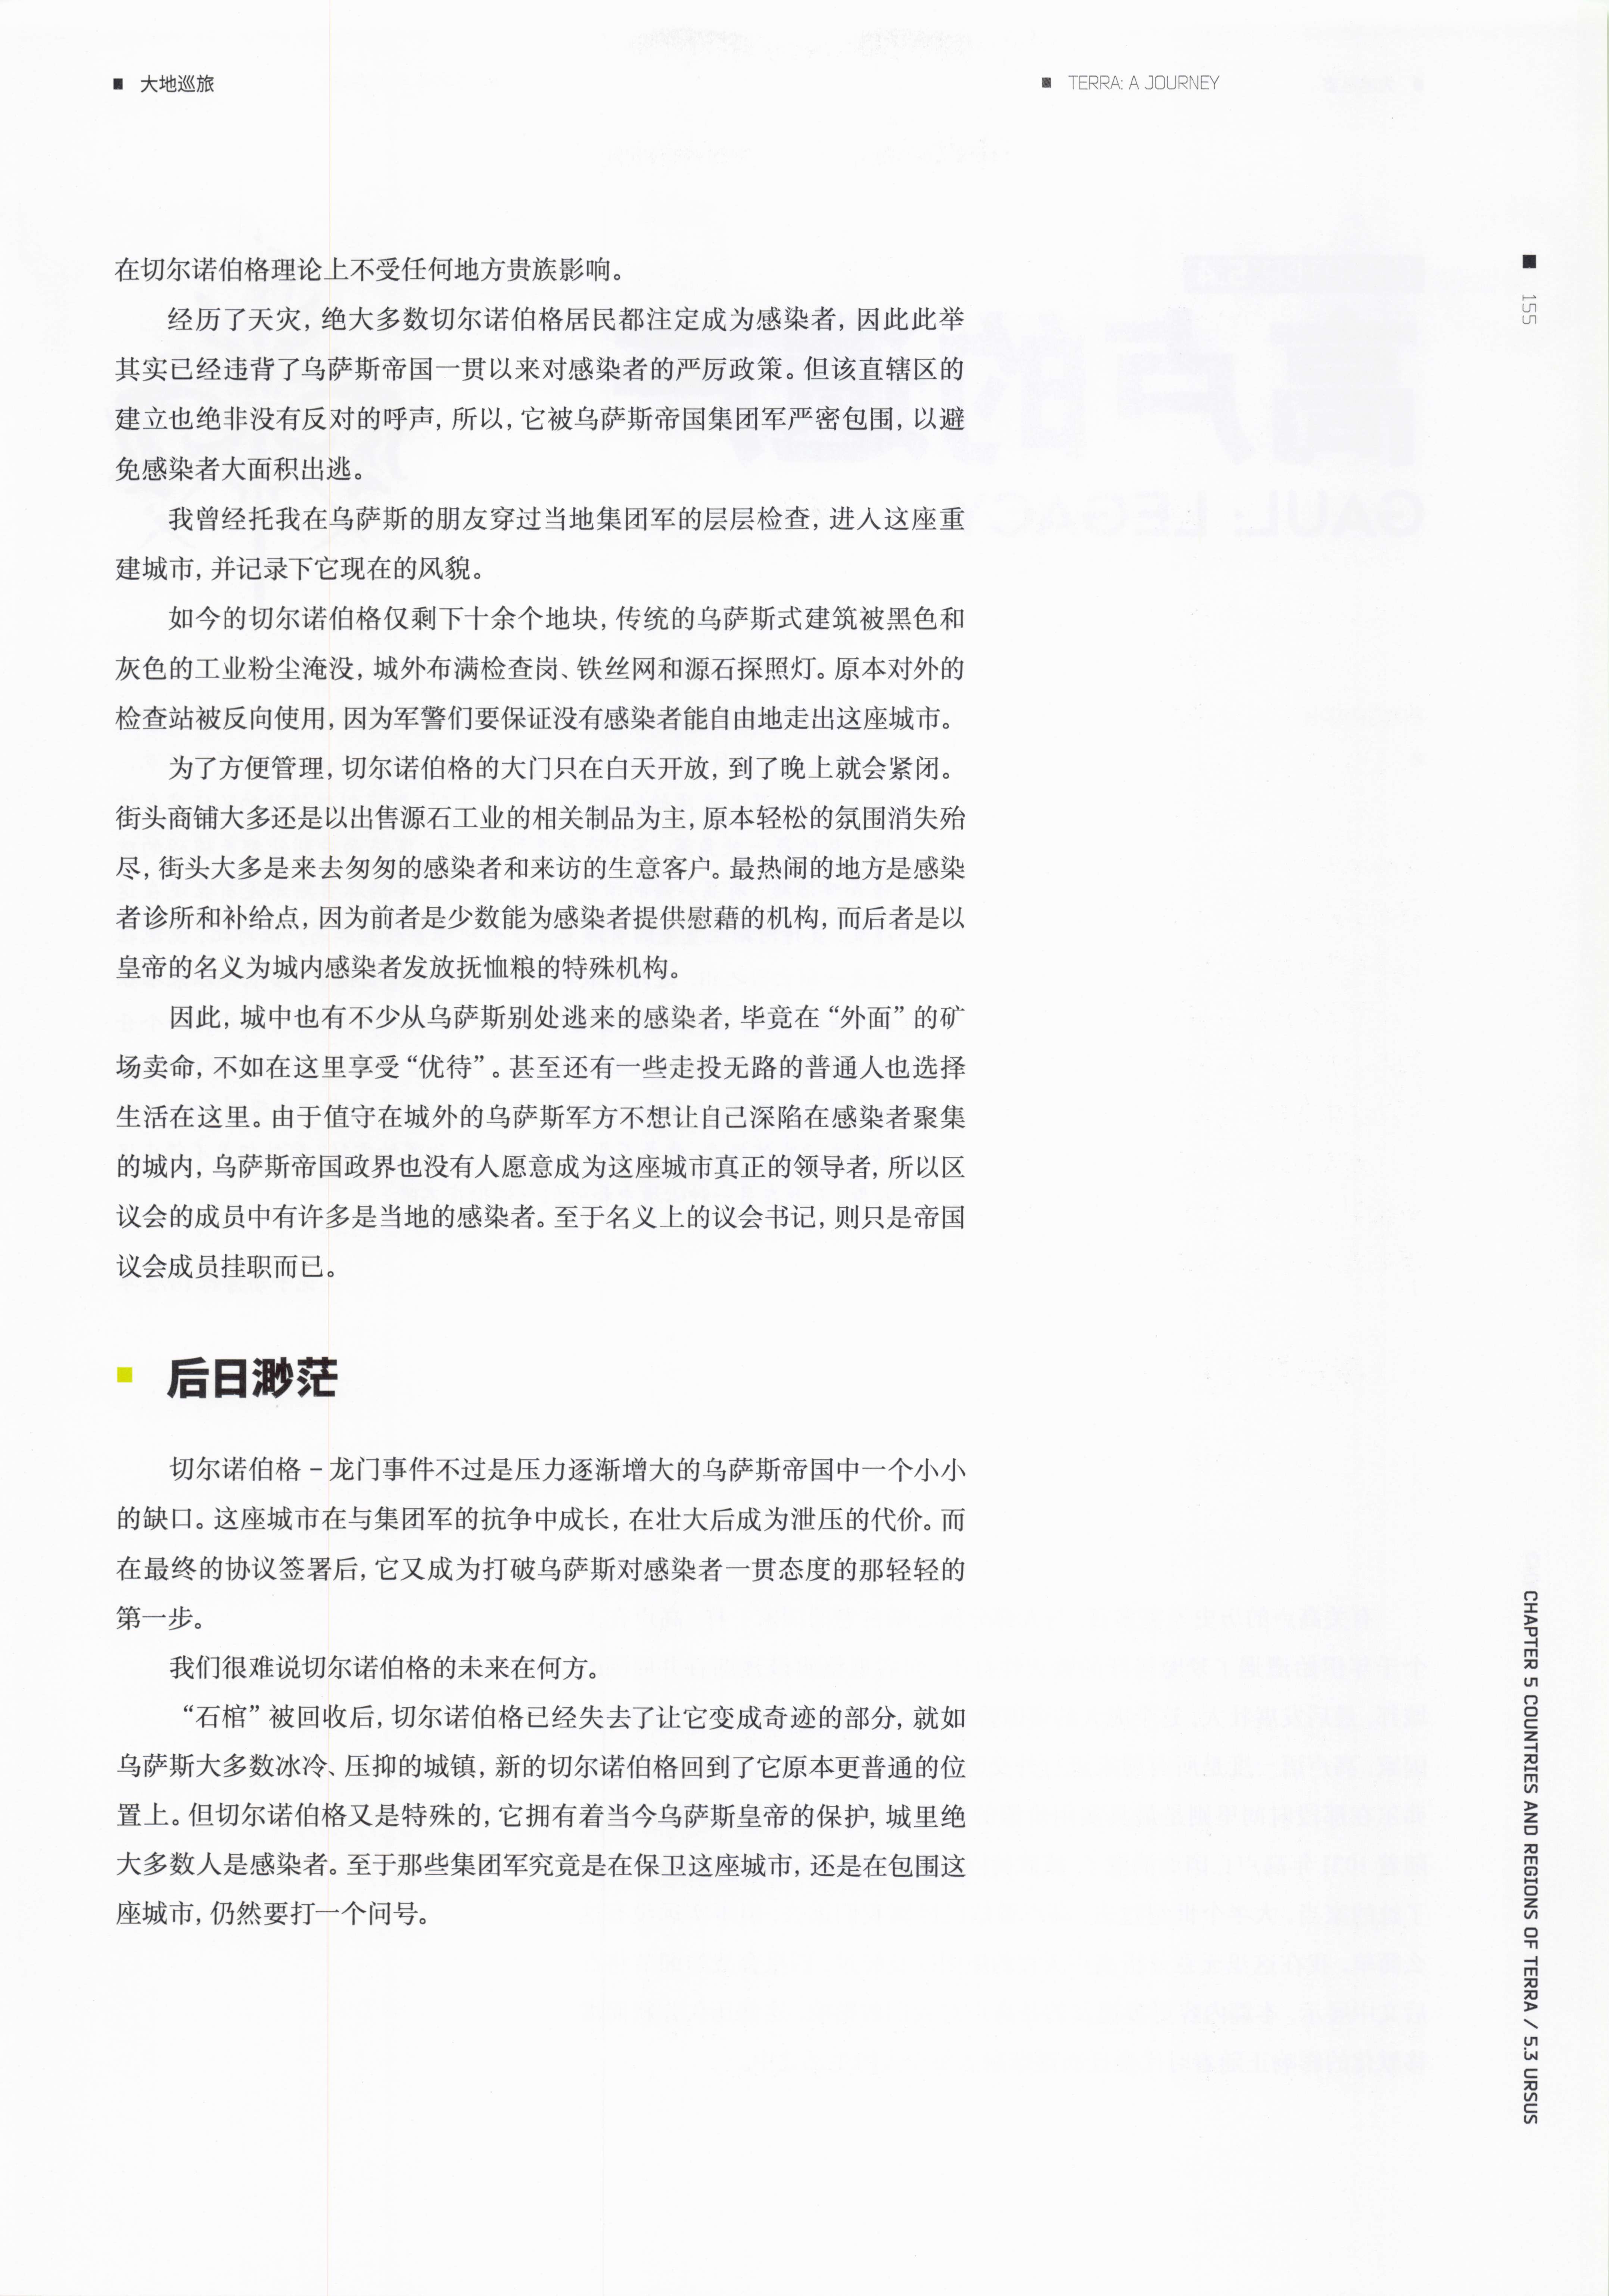 ■ 大地巡旅
■ TERRA: A JOURNEY
■ 155
在切尔诺伯格理论上不受任何地方贵族影响。
经历了天灾，绝大多数切尔诺伯格居民都注定成为感染者，因此此举
其实已经违背了乌萨斯帝国一贯以来对感染者的严厉政策。但该直辖区的
建立也绝非没有反对的呼声，所以，它被乌萨斯帝国集团军严密包围，以避
免感染者大面积出逃。
我曾经托我在乌萨斯的朋友穿过当地集团军的层层检查，进入这座重
建城市，并记录下它现在的风貌。
如今的切尔诺伯格仅剩下十余个地块，传统的乌萨斯式建筑被黑色和
灰色的工业粉尘淹没，城外布满检查岗、铁丝网和源石探照灯。原本对外的
检查站被反向使用，因为军警们要保证没有感染者能自由地走出这座城市。
为了方便管理，切尔诺伯格的大门只在白天开放，到了晚上就会紧闭。
街头商铺大多还是以出售源石工业的相关制品为主，原本轻松的氛围消失殆
尽，街头大多是来去匆匆的感染者和来访的生意客户。最热闹的地方是感染
者诊所和补给点，因为前者是少数能为感染者提供慰藉的机构，而后者是以
皇帝的名义为城内感染者发放抚恤粮的特殊机构。
因此，城中也有不少从乌萨斯别处逃来的感染者，毕竟在“外面”的矿
场卖命，不如在这里享受“优待”。甚至还有一些走投无路的普通人也选择
生活在这里。由于值守在城外的乌萨斯军方不想让自己深陷在感染者聚集
的城内，乌萨斯帝国政界也没有人愿意成为这座城市真正的领导者，所以区
议会的成员中有许多是当地的感染者。至于名义上的议会书记，则只是帝国
议会成员挂职而已。
■ 后日渺茫
切尔诺伯格－龙门事件不过是压力逐渐增大的乌萨斯帝国中一个小小
的缺口。这座城市在与集团军的抗争中成长，在壮大后成为泄压的代价。而
在最终的协议签署后，它又成为打破乌萨斯对感染者一贯态度的那轻轻的
第一步。
我们很难说切尔诺伯格的未来在何方。
“石棺”被回收后，切尔诺伯格已经失去了让它变成奇迹的部分，就如
乌萨斯大多数冰冷、压抑的城镇，新的切尔诺伯格回到了它原本更普通的位
置上。但切尔诺伯格又是特殊的，它拥有着当今乌萨斯皇帝的保护，城里绝
大多数人是感染者。至于那些集团军究竟是在保卫这座城市，还是在包围这
座城市，仍然要打一个问号。
CHAPTER 5 COUNTRIES AND REGIONS OF TERRA / 5.3 URSUS